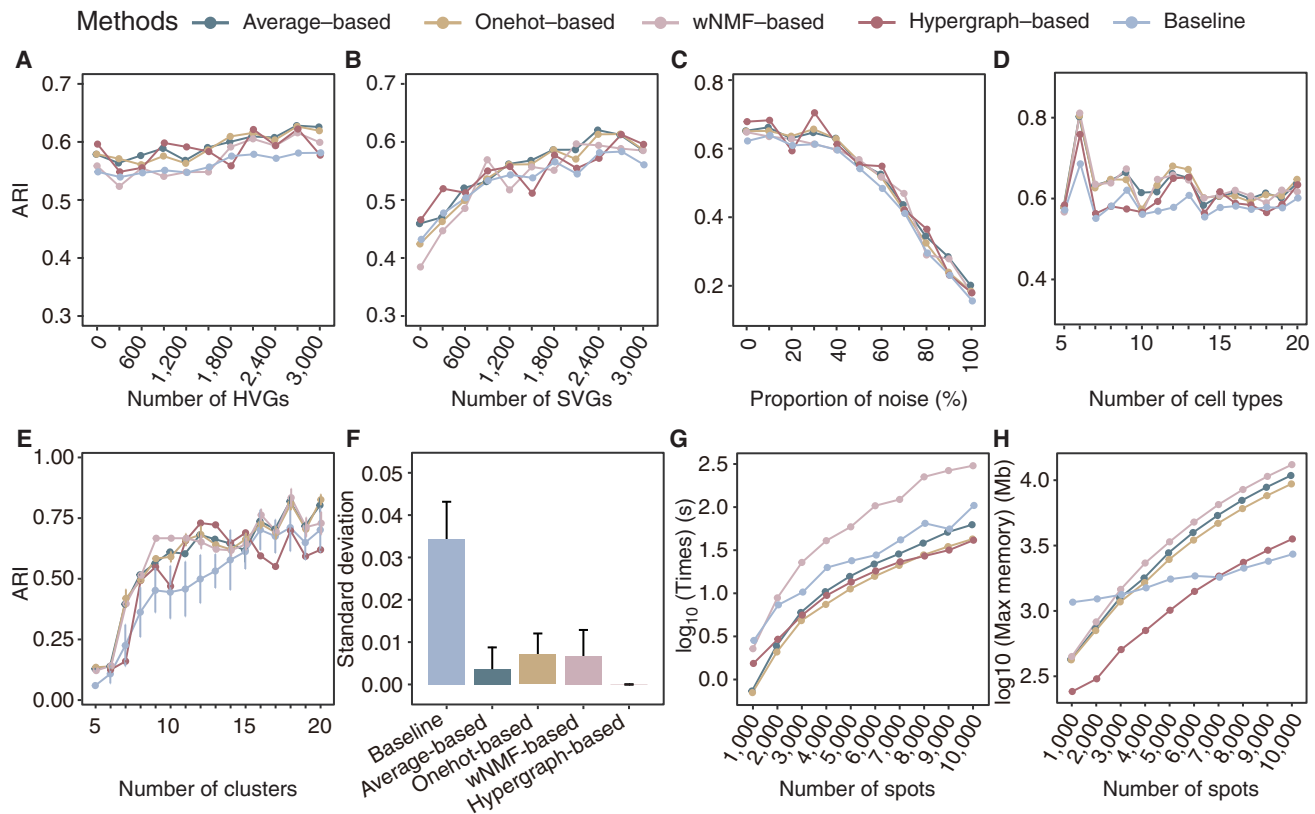 Methods Average–based Onehot–based wNMF–based Hypergraph–based Baseline
A
0.7
0.6
0.5
0.4
0.3
ARI
0
600
1,200
1,800
2,400
3,000
Number of HVGs
B
0.7
0.6
0.5
0.4
0.3
0
600
1,200
1,800
2,400
3,000
Number of SVGs
C
0.8
0.6
0.4
0.2
0
20
40
60
80
100
Proportion of noise (%)
D
0.8
0.6
0.4
5 10 15 20
Number of cell types
E
1.00
0.75
0.50
0.25
0.00
ARI
5 10 15 20
Number of clusters
F
0.05
0.04
0.03
0.02
0.01
0.00
Standard deviation
Baseline
Average-based
Onehot-based
wNMF-based
Hypergraph-based
G
2.5
2.0
1.5
1.0
0.5
0.0
log10 (Times) (s)
1,000
2,000
3,000
4,000
5,000
6,000
7,000
8,000
9,000
10,000
Number of spots
H
4.0
3.5
3.0
2.5
log10 (Max memory) (Mb)
1,000
2,000
3,000
4,000
5,000
6,000
7,000
8,000
9,000
10,000
Number of spots